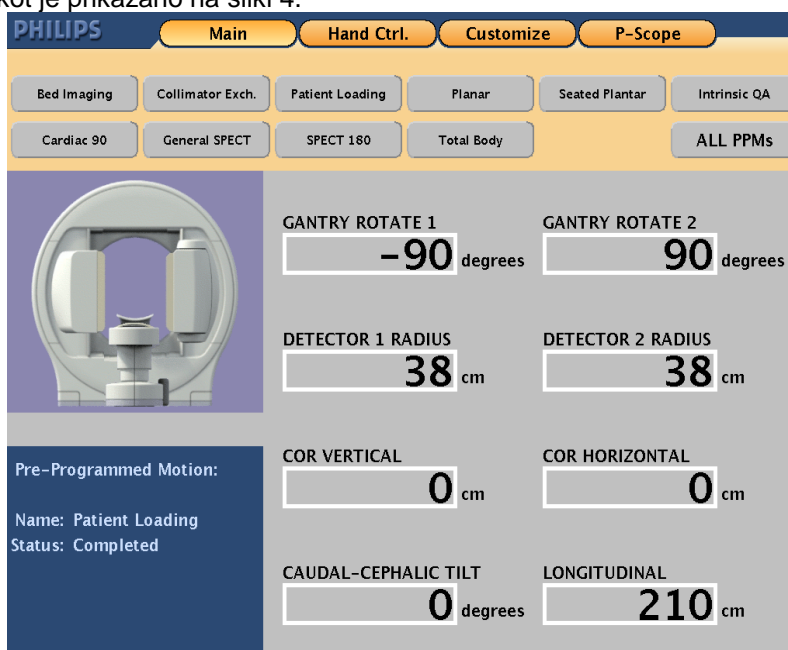 kot je prikazano na sliki 4.
PHILIPS Main Hand Ctrl. Customize P-Scope
Bed Imaging Collimator Exch. Patient Loading Planar Seated Plantar Intrinsic QA
Cardiac 90 General SPECT SPECT 180 Total Body ALL PPMs
GANTRY ROTATE 1 GANTRY ROTATE 2
-90 degrees 90 degrees
DETECTOR 1 RADIUS DETECTOR 2 RADIUS
38 cm 38 cm
COR VERTICAL COR HORIZONTAL
0 cm 0 cm
CAUDAL-CEPHALIC TILT LONGITUDINAL
0 degrees 210 cm
Pre-Programmed Motion:
Name: Patient Loading
Status: Completed